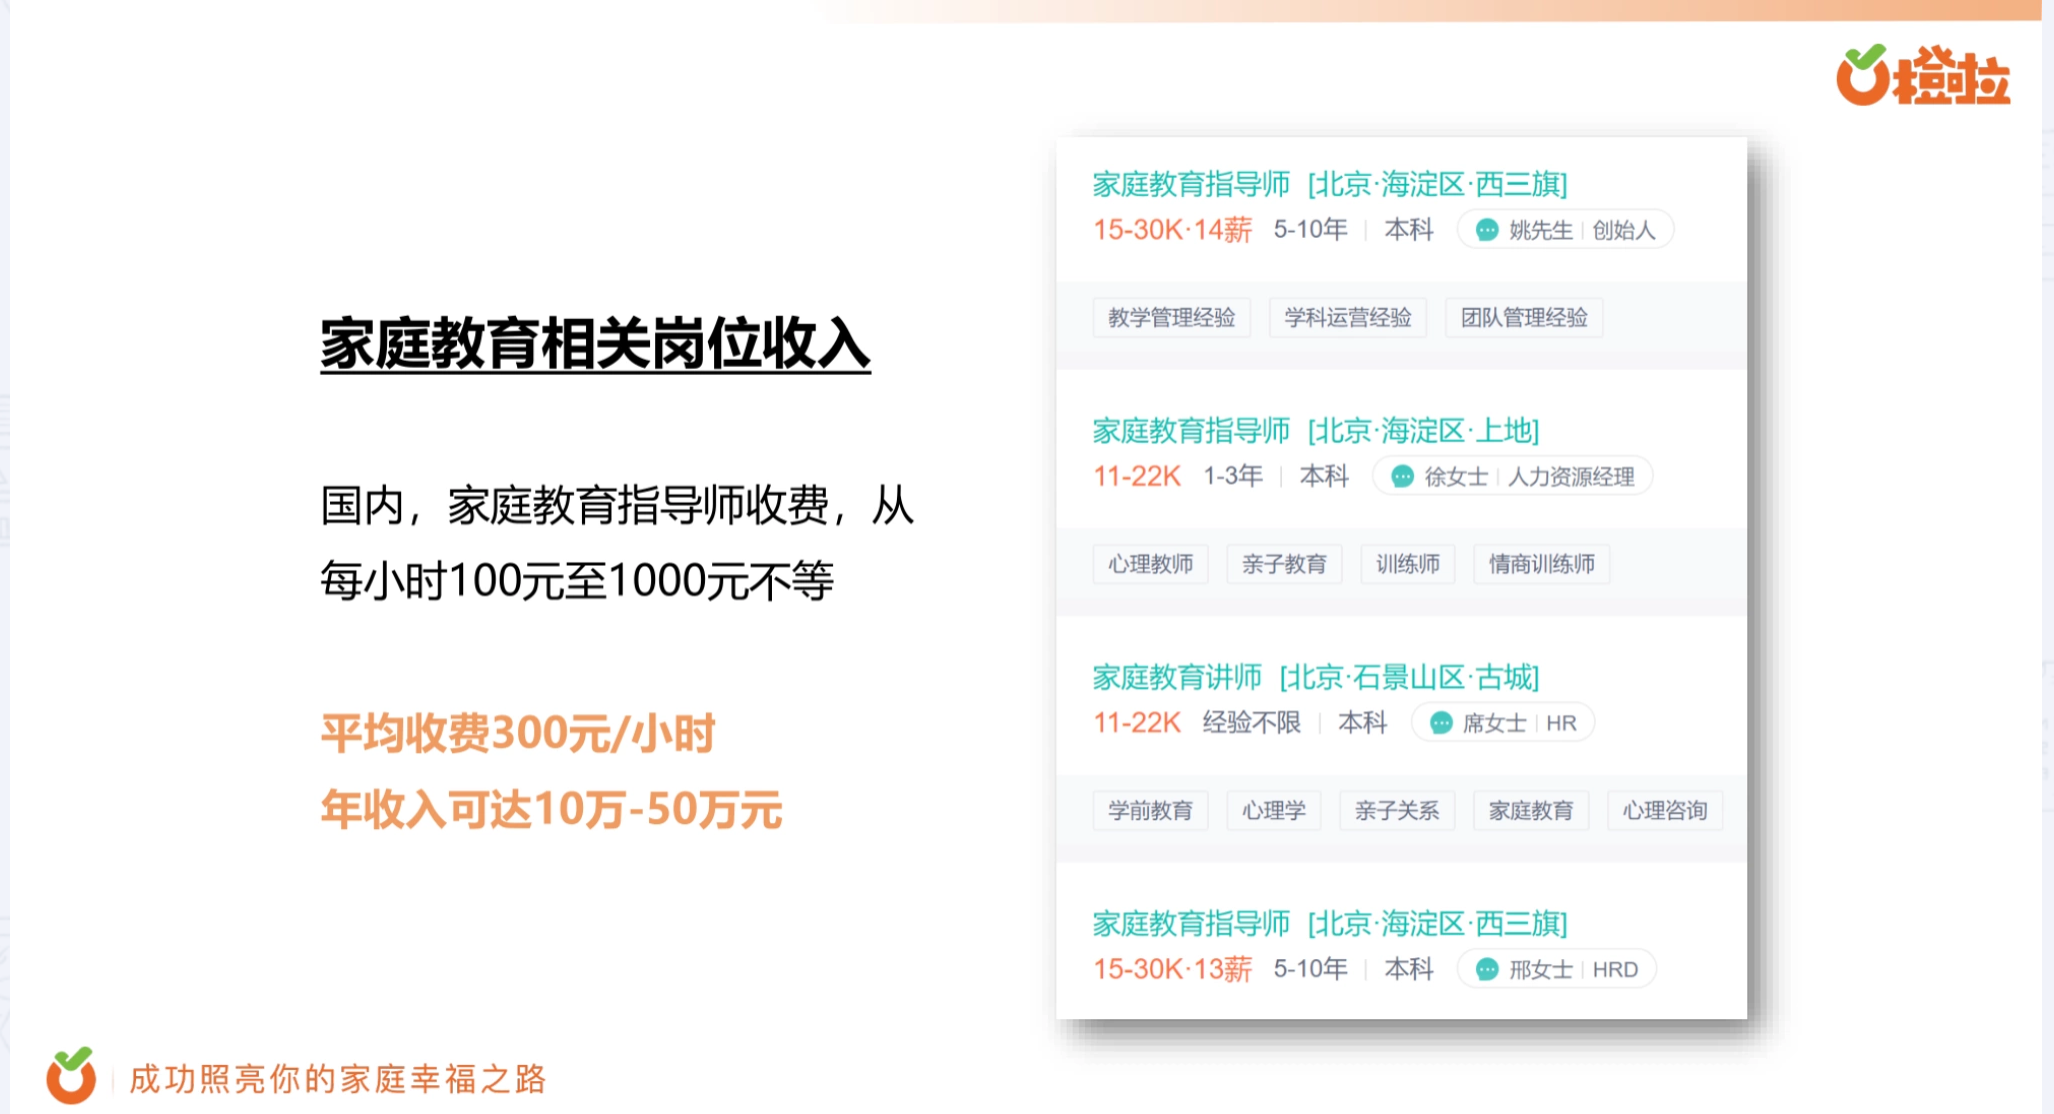 橙啦
家庭教育相关岗位收入
国内，家庭教育指导师收费，从
每小时100元至1000元不等
平均收费300元/小时
年收入可达10万-50万元
家庭教育指导师 [北京·海淀区·西三旗]
15-30K·14薪 5-10年 | 本科 姚先生 | 创始人
教学管理经验 学科运营经验 团队管理经验
家庭教育指导师 [北京·海淀区·上地]
11-22K 1-3年 | 本科 徐女士 | 人力资源经理
心理教师 亲子教育 训练师 情商训练师
家庭教育讲师 [北京·石景山区·古城]
11-22K 经验不限 | 本科 席女士 | HR
学前教育 心理学 亲子关系 家庭教育 心理咨询
家庭教育指导师 [北京·海淀区·西三旗]
15-30K·13薪 5-10年 | 本科 邢女士 | HRD
成功照亮你的家庭幸福之路